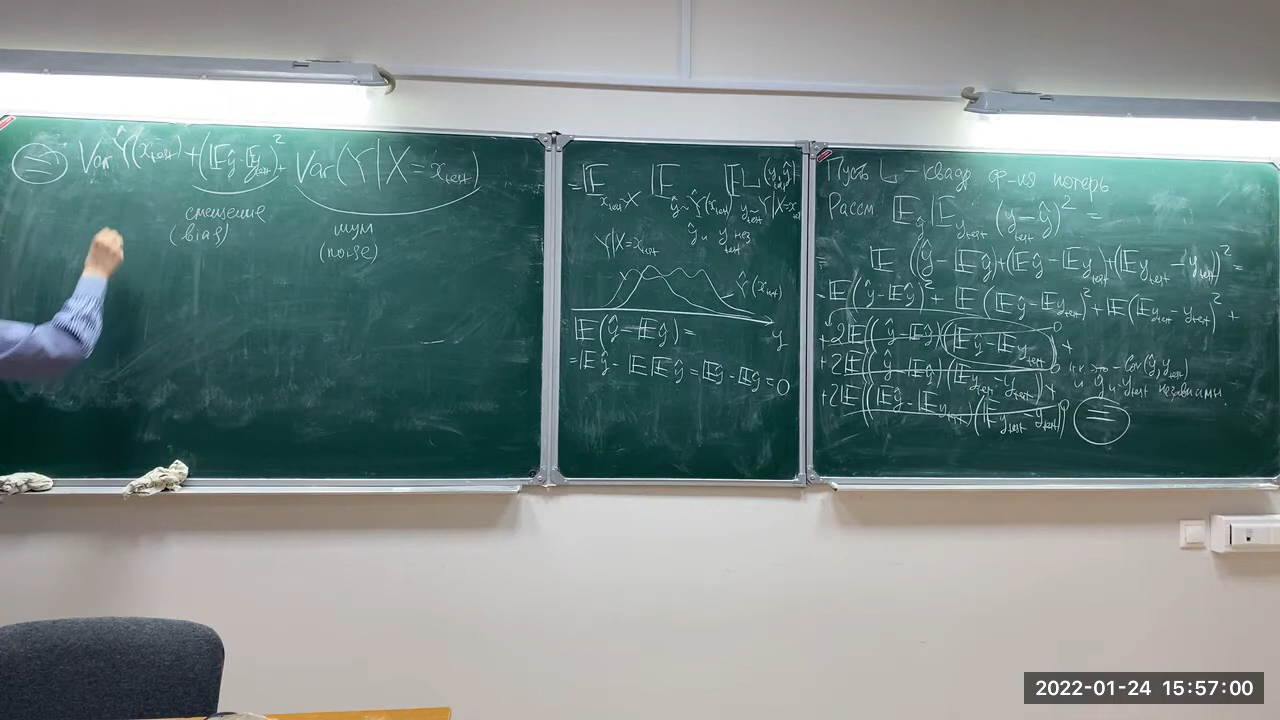 (=) Var Ŷ(x_test) + (𝔼ŷ - 𝔼y_test)² + Var(Y|X = x_test)
смещение
(bias)
шум
(noise)
= 𝔼_{x_test, X} 𝔼_{ŷ~Ŷ(x_test)} 𝔼_{y_test~Y|X=x_test} L(y_test, ŷ) =
ŷ и y_test нез
Y|X=x_test
Ŷ(x_test)
y
𝔼(ŷ - 𝔼ŷ) =
= 𝔼ŷ - 𝔼𝔼ŷ = 𝔼ŷ - 𝔼ŷ = 0
Пусть L - квадр ф-ия потерь
Рассм 𝔼_ŷ 𝔼_{y_test} (y_test - ŷ)² =
= 𝔼 ((ŷ - 𝔼ŷ) + (𝔼ŷ - 𝔼y_test) + (𝔼y_test - y_test))² =
= 𝔼(ŷ - 𝔼ŷ)² + 𝔼(𝔼ŷ - 𝔼y_test)² + 𝔼(𝔼y_test - y_test)² +
+ 2𝔼((ŷ - 𝔼ŷ)(𝔼ŷ - 𝔼y_test)) 0 +
+ 2𝔼((ŷ - 𝔼ŷ)(𝔼y_test - y_test)) 0 + т.к. это - Cov(ŷ, y_test)
и ŷ и y_test независимы
+ 2𝔼((𝔼ŷ - 𝔼y_test)(𝔼y_test - y_test)) 0 (=)
2022-01-24 15:57:00